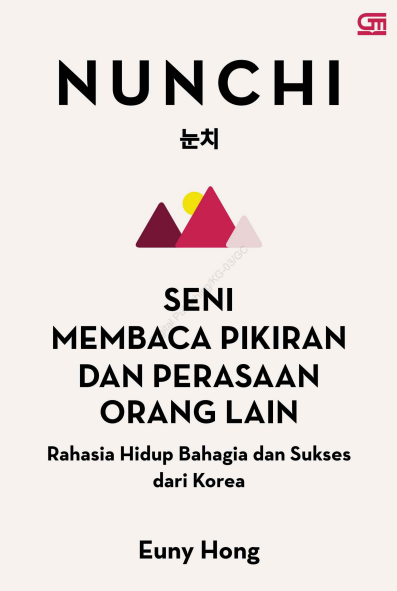 GM
NUNCHI
눈치
SENI
MEMBACA PIKIRAN
DAN PERASAAN
ORANG LAIN
Rahasia Hidup Bahagia dan Sukses
dari Korea
Euny Hong